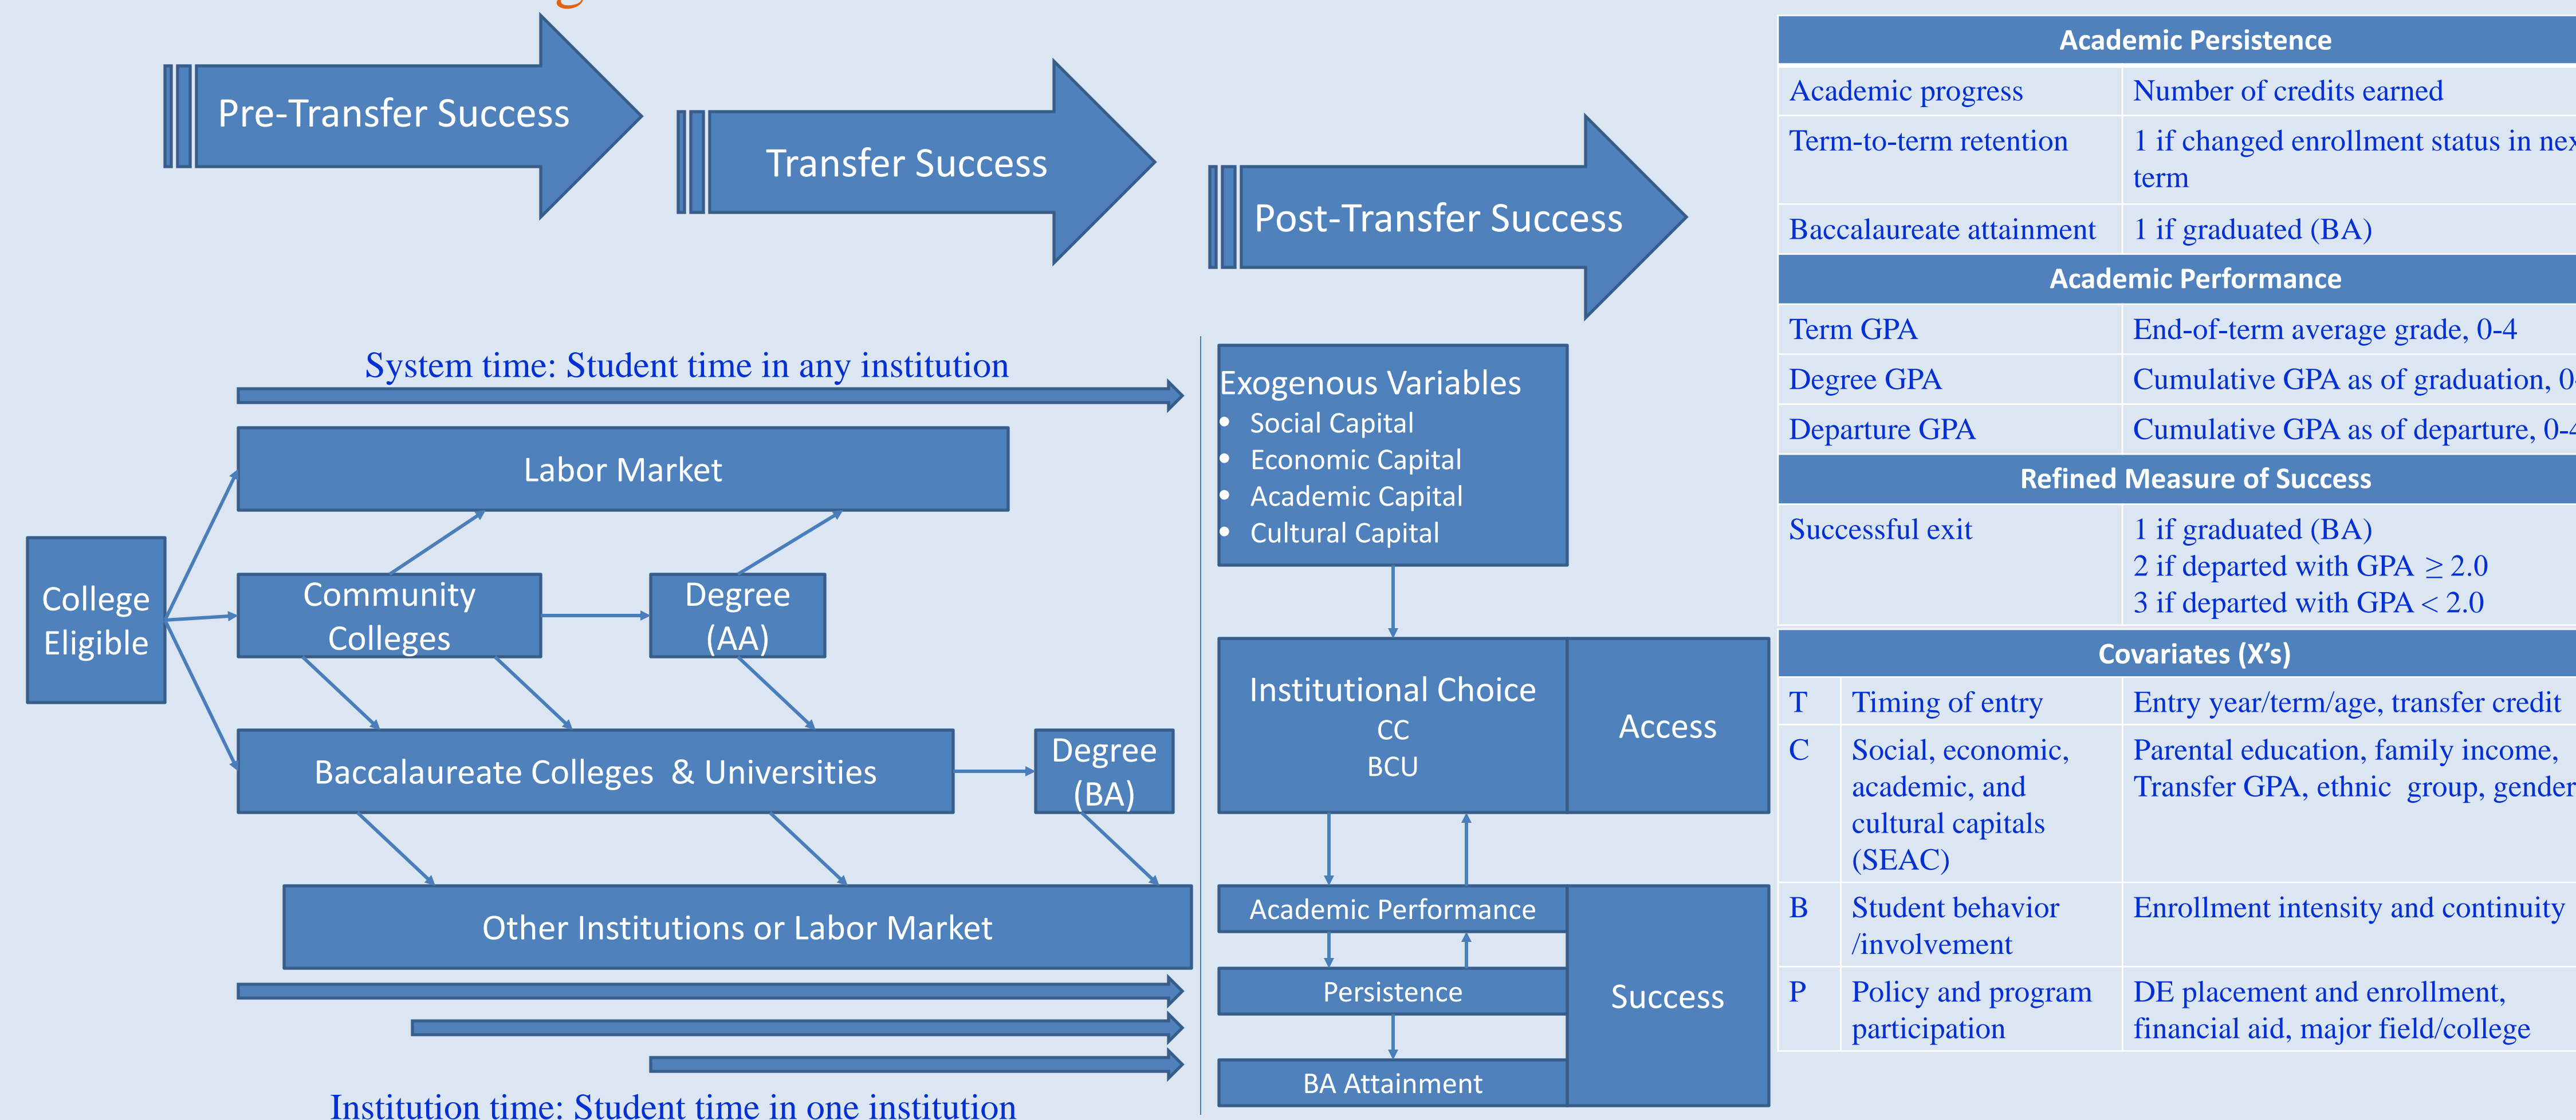 Pre-Transfer Success
Transfer Success
Post-Transfer Success
System time: Student time in any institution
Labor Market
College
Eligible
Community
Colleges
Degree
(AA)
Baccalaureate Colleges & Universities
Degree
(BA)
Other Institutions or Labor Market
Institution time: Student time in one institution
Exogenous Variables
• Social Capital
• Economic Capital
• Academic Capital
• Cultural Capital
Institutional Choice
CC
BCU
Access
Academic Performance
Persistence
BA Attainment
Success
Academic Persistence
Academic progress Number of credits earned
Term-to-term retention 1 if changed enrollment status in
term
Baccalaureate attainment 1 if graduated (BA)
Academic Performance
Term GPA End-of-term average grade, 0-4
Degree GPA Cumulative GPA as of graduation,
Departure GPA Cumulative GPA as of departure, 0-4
Refined Measure of Success
Successful exit 1 if graduated (BA)
2 if departed with GPA ≥ 2.0
3 if departed with GPA < 2.0
Covariates (X’s)
T Timing of entry Entry year/term/age, transfer credit
C Social, economic, Parental education, family income,
academic, and Transfer GPA, ethnic group, gender
cultural capitals
(SEAC)
B Student behavior Enrollment intensity and continuity
/involvement
P Policy and program DE placement and enrollment,
participation financial aid, major field/college